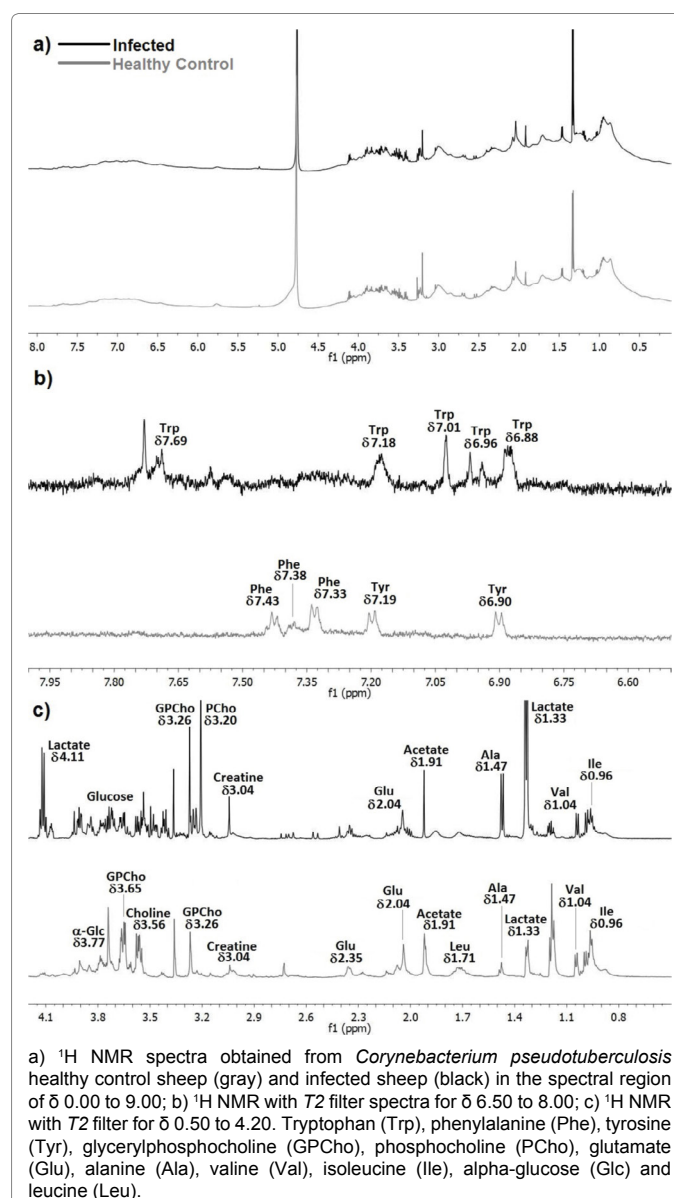 a)
Infected
Healthy Control
8.0 7.5 7.0 6.5 6.0 5.5 5.0 4.5 4.0 3.5 3.0 2.5 2.0 1.5 1.0 0.5
f1 (ppm)
b)
Trp
δ7.69
Trp
δ7.18
Trp
δ7.01
Trp
δ6.96
Trp
δ6.88
Phe
δ7.43
Phe
δ7.38
Phe
δ7.33
Tyr
δ7.19
Tyr
δ6.90
7.95 7.80 7.65 7.50 7.35 7.20 7.05 6.90 6.75 6.60
f1 (ppm)
c)
Lactate
δ4.11
Glucose
GPCho
δ3.26
PCho
δ3.20
Creatine
δ3.04
Glu
δ2.04
Acetate
δ1.91
Ala
δ1.47
Lactate
δ1.33
Val
δ1.04
Ile
δ0.96
α-Glc
δ3.77
GPCho
δ3.65
Choline
δ3.56
GPCho
δ3.26
Creatine
δ3.04
Glu
δ2.35
Glu
δ2.04
Acetate
δ1.91
Leu
δ1.71
Ala
δ1.47
Lactate
δ1.33
Val
δ1.04
Ile
δ0.96
4.1 3.8 3.5 3.2 2.9 2.6 2.3 2.0 1.7 1.4 1.1 0.8
f1 (ppm)
a) ¹H NMR spectra obtained from Corynebacterium pseudotuberculosis
healthy control sheep (gray) and infected sheep (black) in the spectral region
of δ 0.00 to 9.00; b) ¹H NMR with T2 filter spectra for δ 6.50 to 8.00; c) ¹H NMR
with T2 filter for δ 0.50 to 4.20. Tryptophan (Trp), phenylalanine (Phe), tyrosine
(Tyr), glycerylphosphocholine (GPCho), phosphocholine (PCho), glutamate
(Glu), alanine (Ala), valine (Val), isoleucine (Ile), alpha-glucose (Glc) and
leucine (Leu).